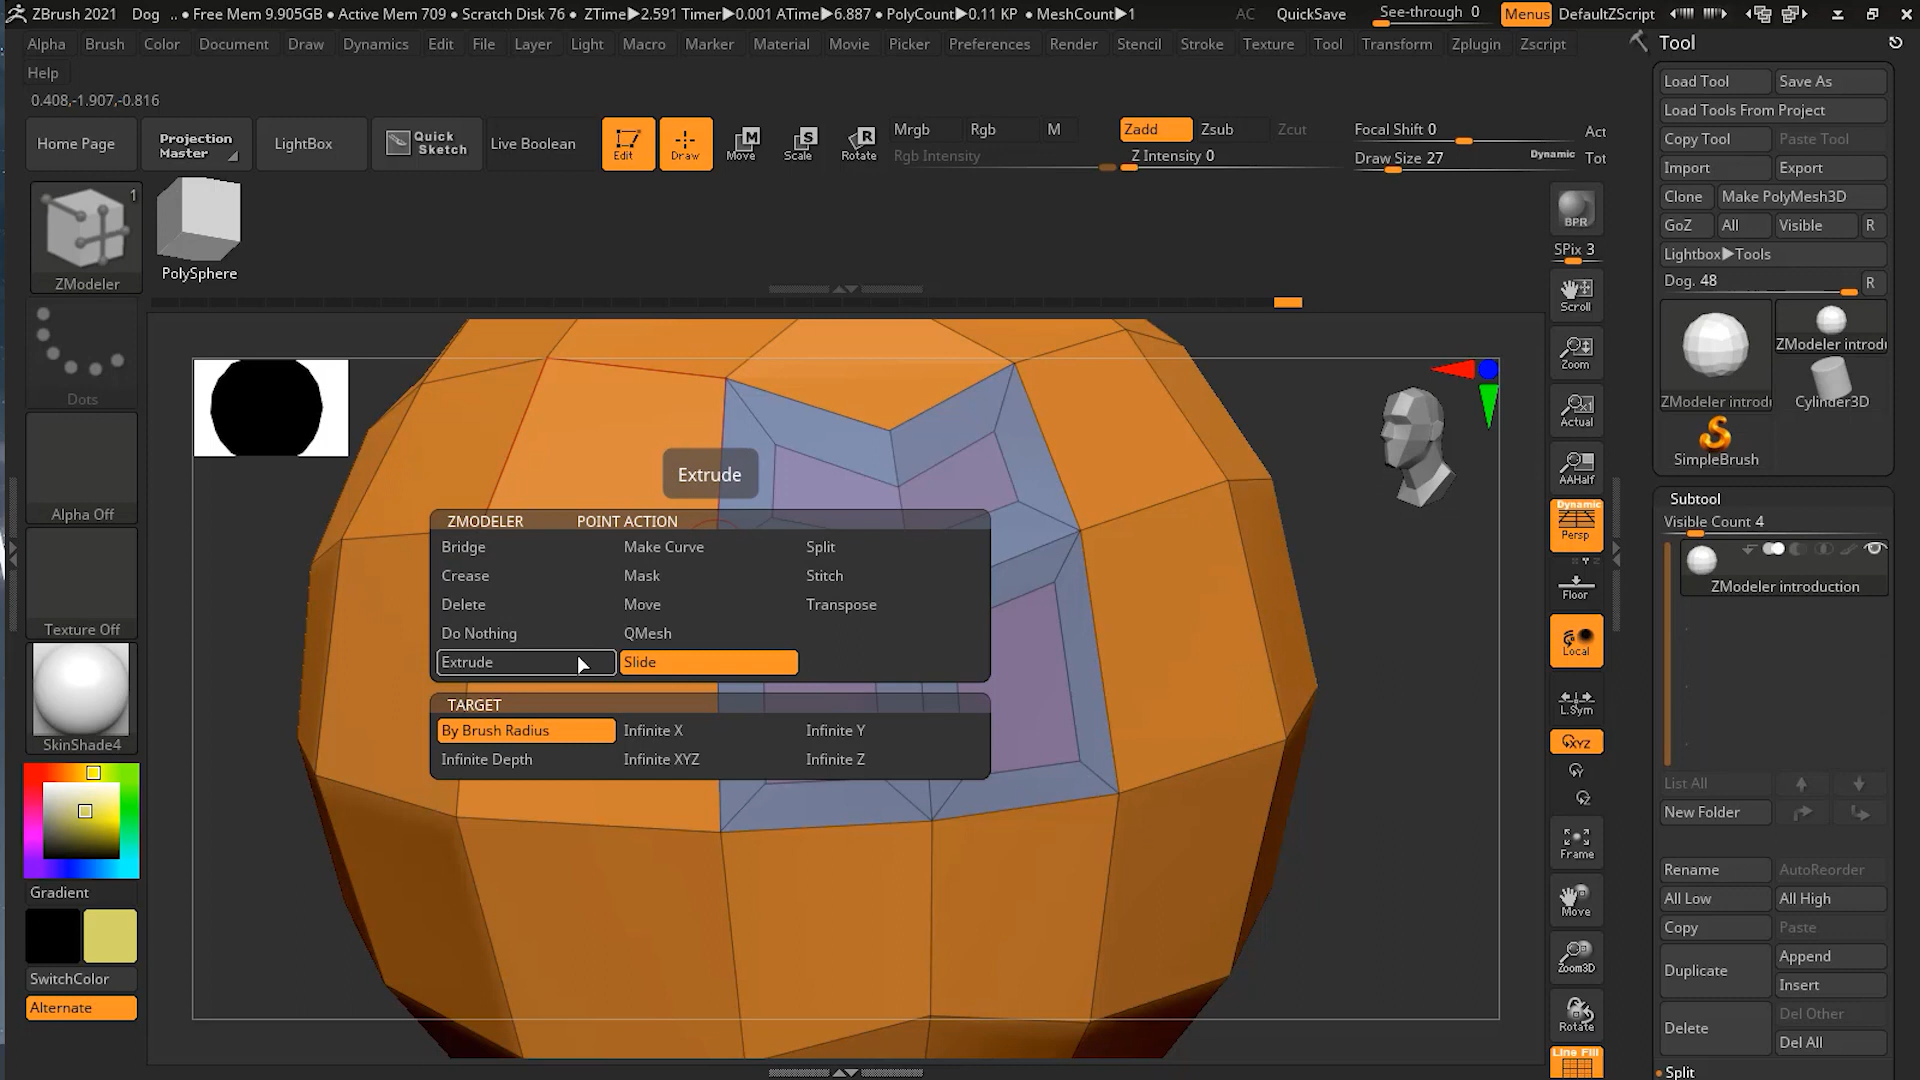 ZBrush 2021 Dog .. • Free Mem 9.905GB • Active Mem 709 • Scratch Disk 76 • ZTime▶2.591 Timer▶0.001 ATime▶6.887 • PolyCount▶0.11 KP • MeshCount▶1 AC QuickSave See-through 0 Menus DefaultZScript
Alpha Brush Color Document Draw Dynamics Edit File Layer Light Macro Marker Material Movie Picker Preferences Render Stencil Stroke Texture Tool Transform Zplugin Zscript
Help
0.408,-1.907,-0.816
Home Page
Projection
Master
LightBox
Quick
Sketch
Live Boolean
Edit
Draw
Move
Scale
Rotate
Mrgb Rgb M
Rgb Intensity
Zadd Zsub Zcut
Z Intensity 0
Focal Shift 0
Draw Size 27 Dynamic
Act
Tot
1
ZModeler
PolySphere
Dots
Alpha Off
Texture Off
SkinShade4
Gradient
SwitchColor
Alternate
Extrude
ZMODELER POINT ACTION
Bridge Make Curve Split
Crease Mask Stitch
Delete Move Transpose
Do Nothing QMesh
Extrude Slide
TARGET
By Brush Radius Infinite X Infinite Y
Infinite Depth Infinite XYZ Infinite Z
BPR
SPix 3
Scroll
Zoom
Actual
AAHalf
Dynamic
Persp
Floor
Local
L.Sym
XYZ
Y
Z
Frame
Move
Zoom3D
Rotate
Line Fill
Tool
Load Tool Save As
Load Tools From Project
Copy Tool Paste Tool
Import Export
Clone Make PolyMesh3D
GoZ All Visible R
Lightbox▶Tools
Dog. 48 R
ZModeler introdu
ZModeler introdu
Cylinder3D
SimpleBrush
Subtool
Visible Count 4
ZModeler introduction
List All
New Folder
Rename AutoReorder
All Low All High
Copy Paste
Duplicate Append
Insert
Delete Del Other
Del All
Split